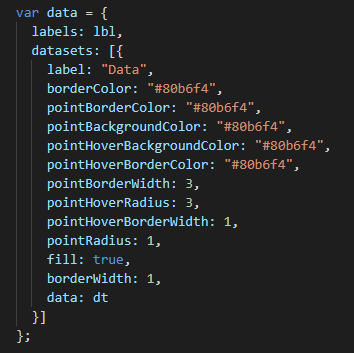 var data = {
labels: lbl,
datasets: [{
label: "Data",
borderColor: "#80b6f4",
pointBorderColor: "#80b6f4",
pointBackgroundColor: "#80b6f4",
pointHoverBackgroundColor: "#80b6f4",
pointHoverBorderColor: "#80b6f4",
pointBorderWidth: 3,
pointHoverRadius: 3,
pointHoverBorderWidth: 1,
pointRadius: 1,
fill: true,
borderWidth: 1,
data: dt
}]
};